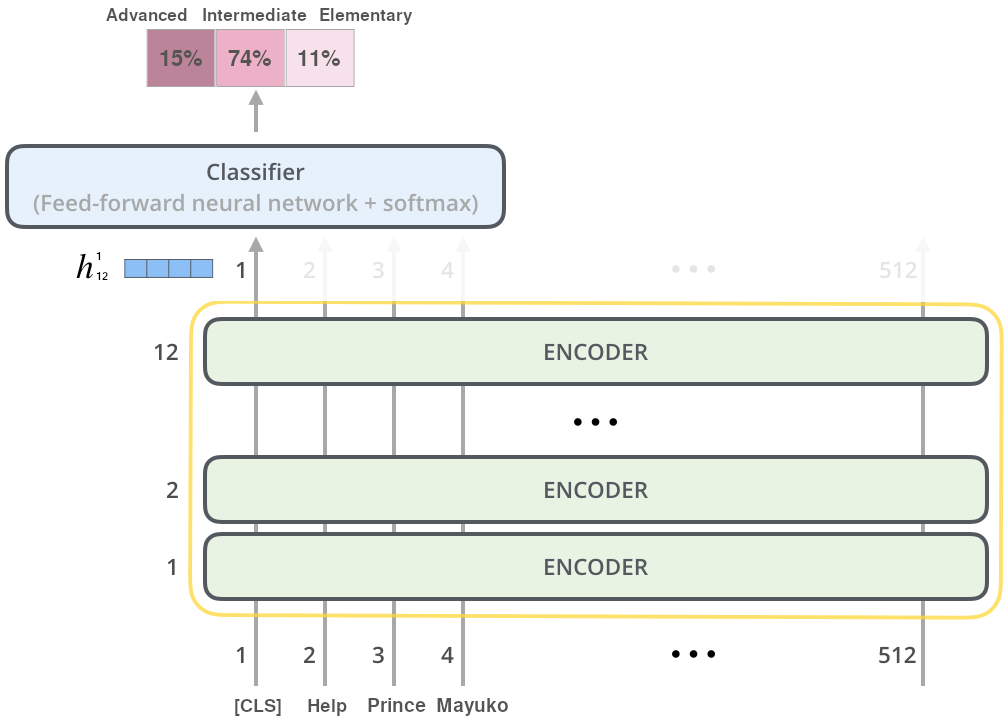 Advanced Intermediate Elementary
15% 74% 11%
Classifier
(Feed-forward neural network + softmax)
h 1 12 1 2 3 4 ••• 512
12 ENCODER
•••
2 ENCODER
1 ENCODER
1 2 3 4 ••• 512
[CLS] Help Prince Mayuko